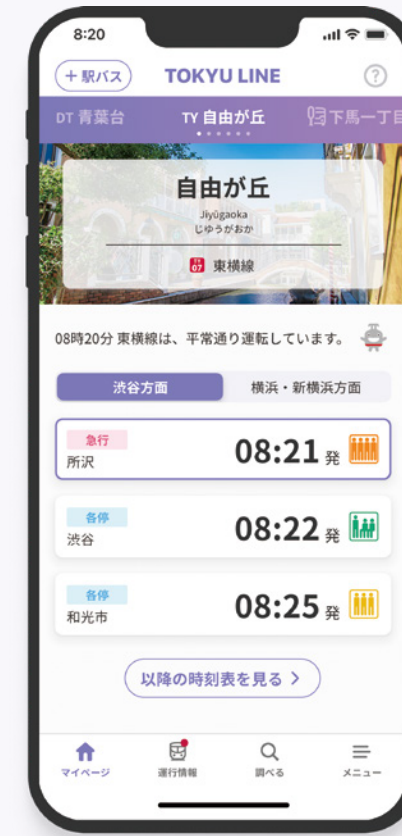 8:20
+ 駅バス
TOKYU LINE
?
DT 青葉台
TY 自由が丘
下馬一丁目
自由が丘
Jiyūgaoka
じゆうがおか
TY 07 東横線
08時20分 東横線は、平常通り運転しています。
渋谷方面
横浜・新横浜方面
急行
所沢
08:21 発
各停
渋谷
08:22 発
各停
和光市
08:25 発
以降の時刻表を見る >
マイページ
運行情報
調べる
メニュー